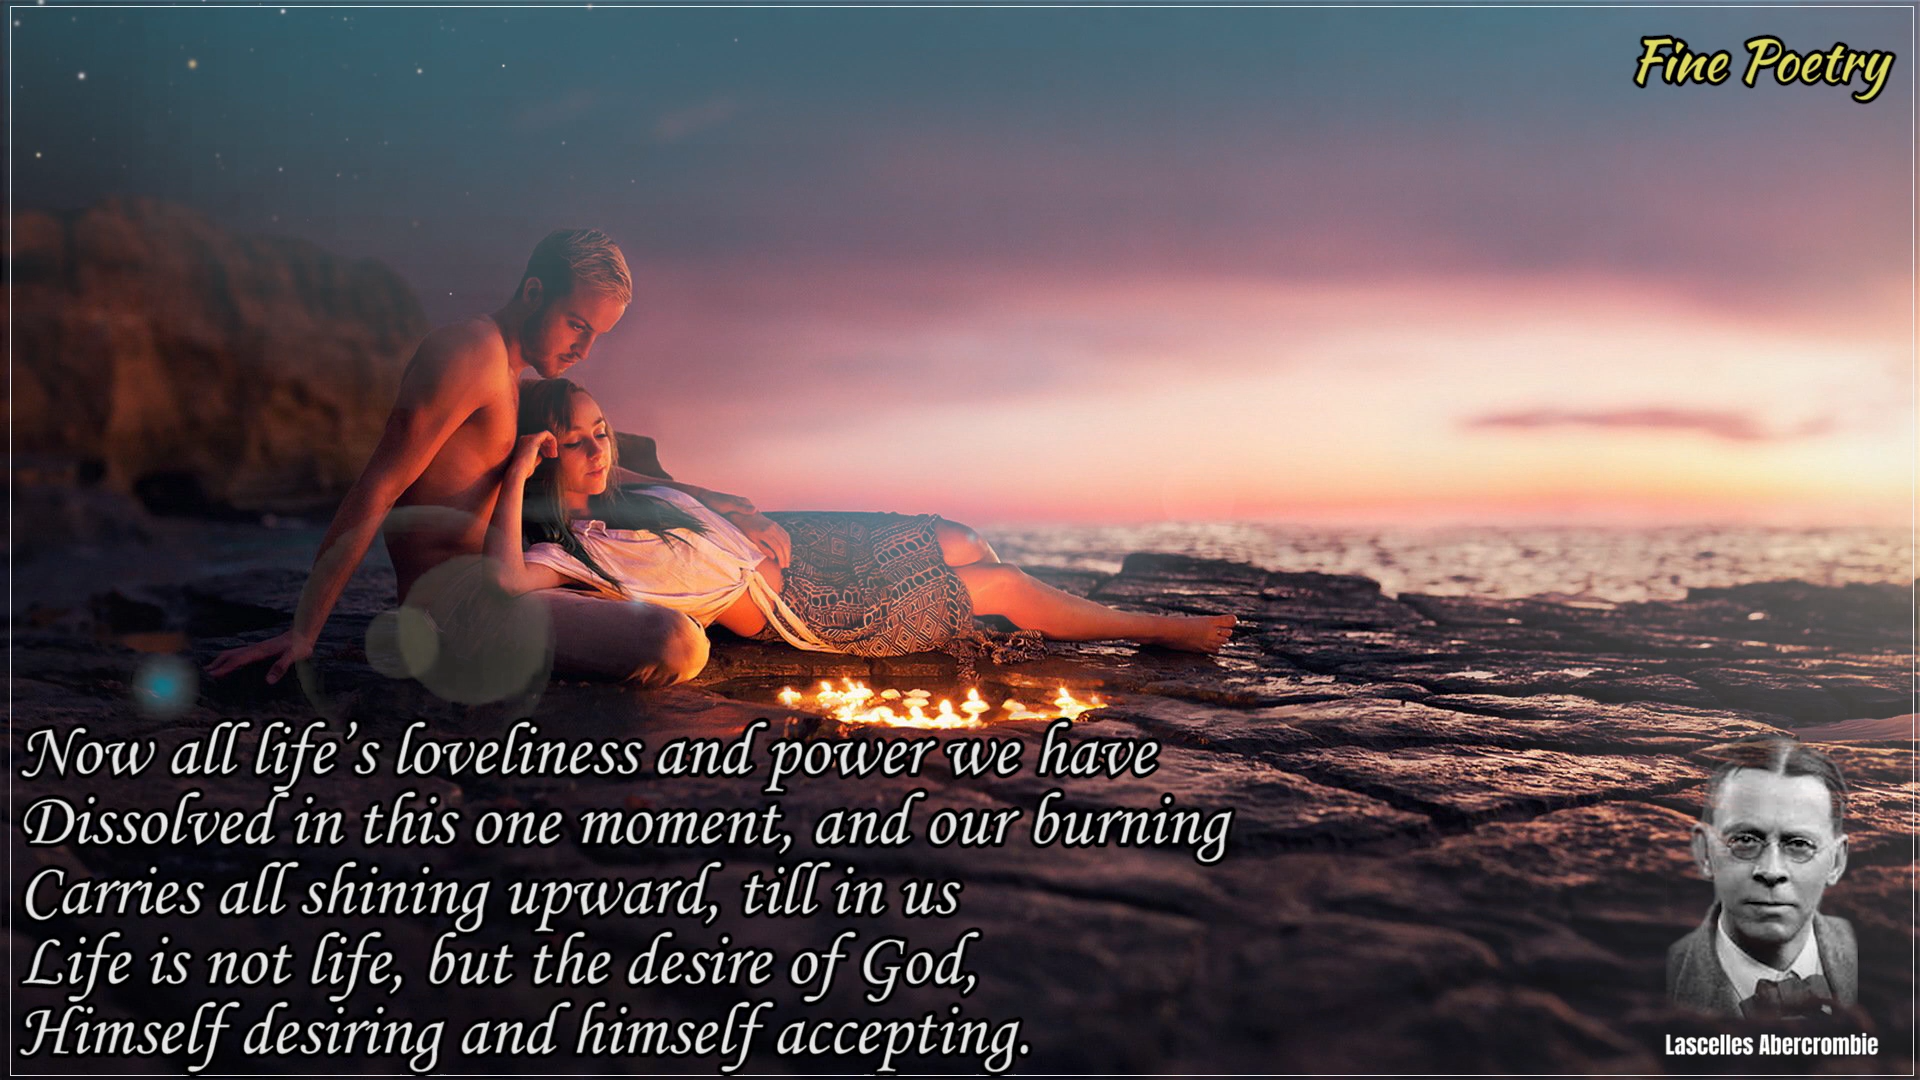 Fine Poetry
Now all life’s loveliness and power we have
Dissolved in this one moment, and our burning
Carries all shining upward, till in us
Life is not life, but the desire of God,
Himself desiring and himself accepting.
Lascelles Abercrombie